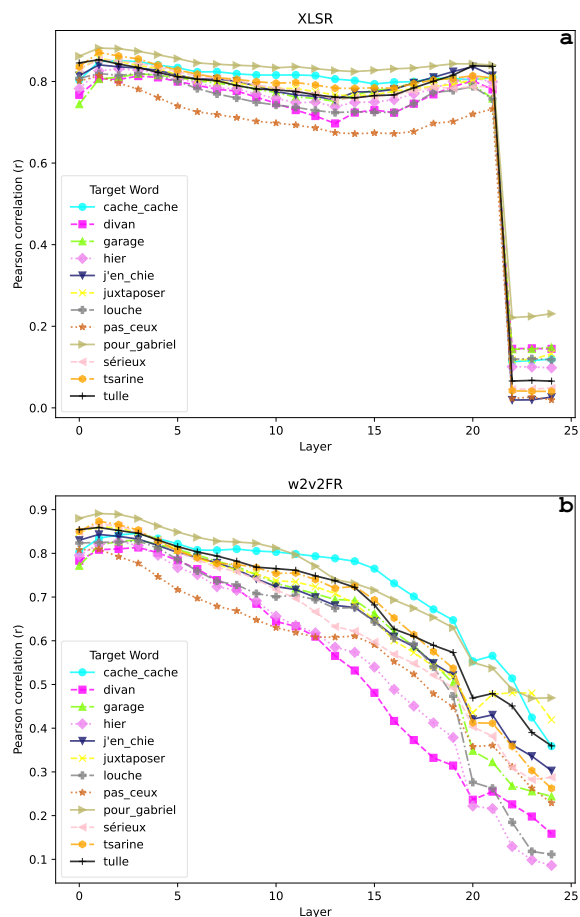 XLSR
a
Pearson correlation (r)
0.8
0.6
0.4
0.2
0.0
Target Word
cache_cache
divan
garage
hier
j'en_chie
juxtaposer
louche
pas_ceux
pour_gabriel
sérieux
tsarine
tulle
0 5 10 15 20 25
Layer
w2v2FR
b
Pearson correlation (r)
0.9
0.8
0.7
0.6
0.5
0.4
0.3
0.2
0.1
Target Word
cache_cache
divan
garage
hier
j'en_chie
juxtaposer
louche
pas_ceux
pour_gabriel
sérieux
tsarine
tulle
0 5 10 15 20 25
Layer